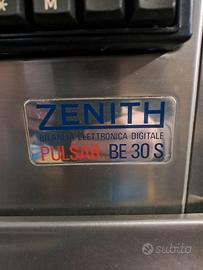 * M
ZENITH
BILANCIA ELETTRONICA DIGITALE
PULSAR BE 30 S
subito